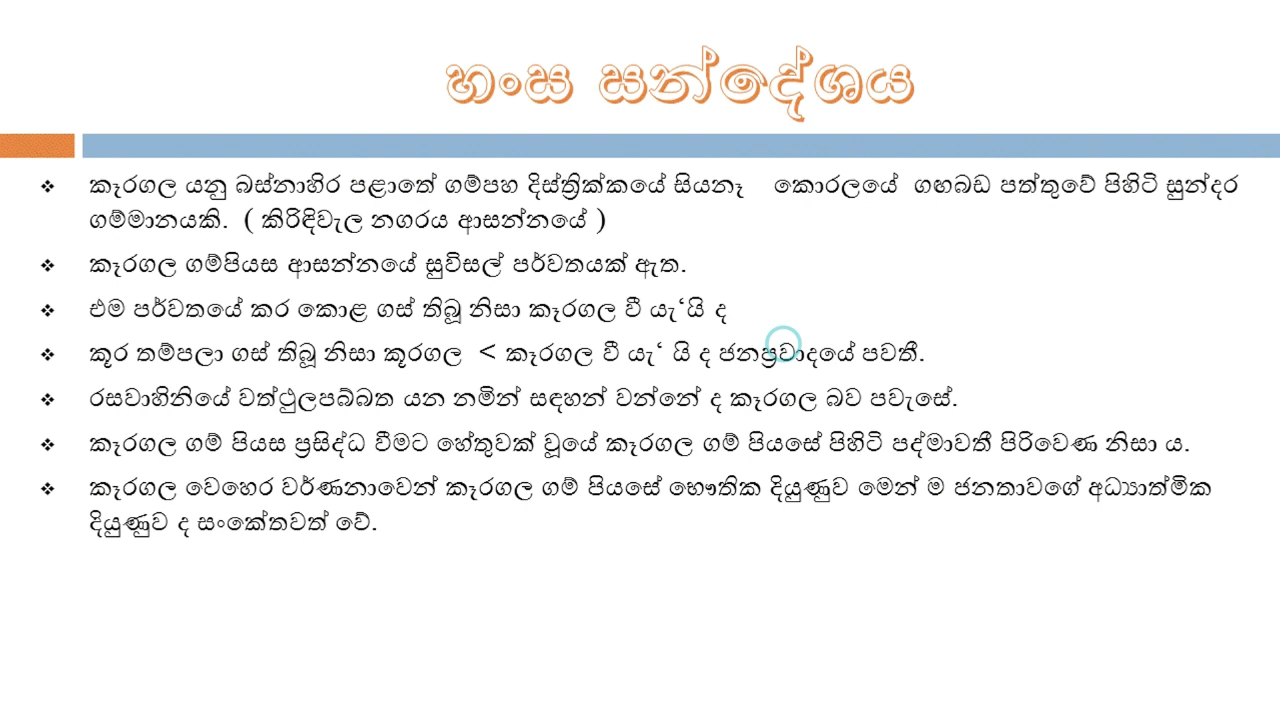 හංස සන්දේශය
❖ කෑරගල යනු බස්නාහිර පළාතේ ගම්පහ දිස්ත්‍රික්කයේ සියනෑ කොරලයේ ගඟබඩ පත්තුවේ පිහිටි සුන්දර
ගම්මානයකි. ( කිරිඳිවැල නගරය ආසන්නයේ )
❖ කෑරගල ගම්පියස ආසන්නයේ සුවිසල් පර්වතයක් ඇත.
❖ එම පර්වතයේ කර කොළ ගස් තිබූ නිසා කෑරගල වී යැ‘යි ද
❖ කූර තම්පලා ගස් තිබූ නිසා කූරගල < කෑරගල වී යැ‘ යි ද ජනප්‍රවාදයේ පවතී.
❖ රසවාහිනියේ වත්ථුලපබ්බත යන නමින් සඳහන් වන්නේ ද කෑරගල බව පවැසේ.
❖ කෑරගල ගම් පියස ප්‍රසිද්ධ වීමට හේතුවක් වූයේ කෑරගල ගම් පියසේ පිහිටි පද්මාවතී පිරිවෙණ නිසා ය.
❖ කෑරගල වෙහෙර වර්ණනාවෙන් කෑරගල ගම් පියසේ භෞතික දියුණුව මෙන් ම ජනතාවගේ අධ්‍යාත්මික
දියුණුව ද සංකේතවත් වේ.